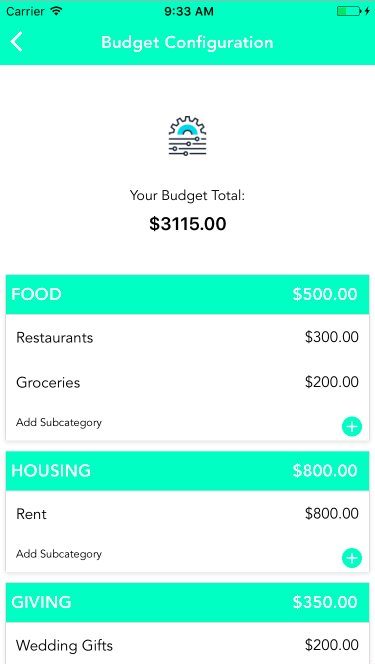 Carrier 9:33 AM
Budget Configuration
Your Budget Total:
$3115.00
FOOD $500.00
Restaurants $300.00
Groceries $200.00
Add Subcategory
HOUSING $800.00
Rent $800.00
Add Subcategory
GIVING $350.00
Wedding Gifts $200.00